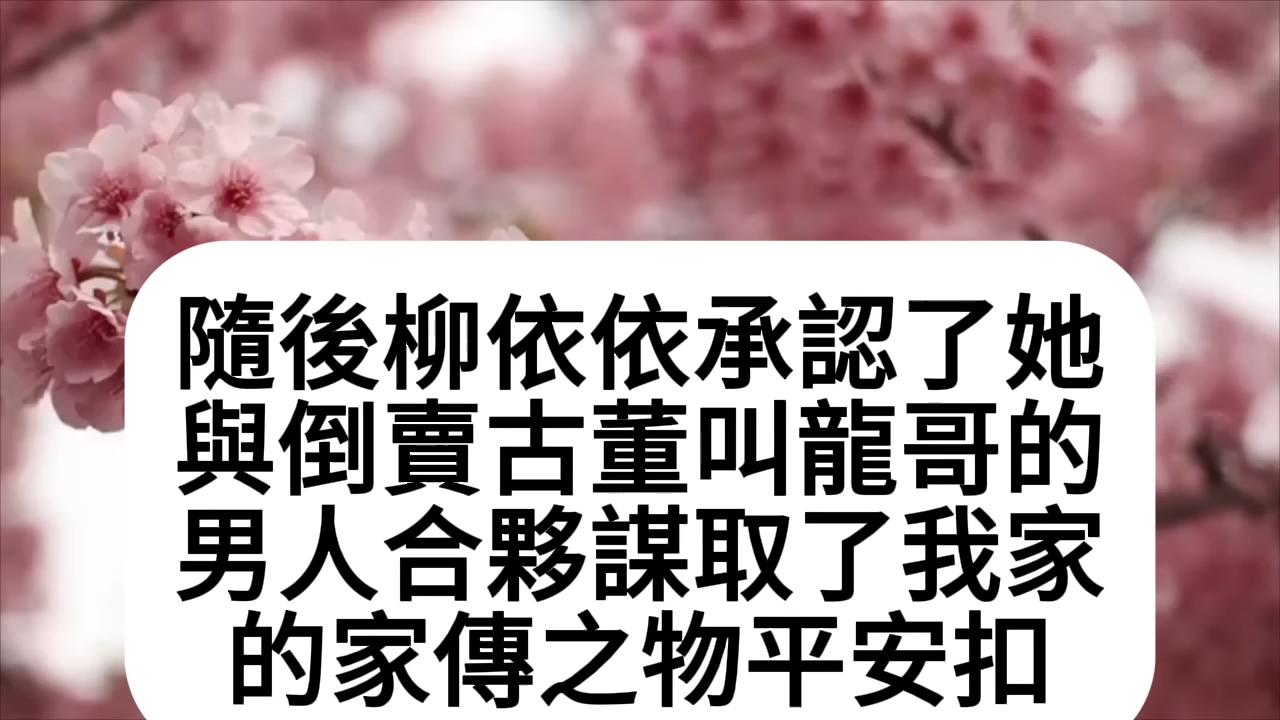 隨後柳依依承認了她
與倒賣古董叫龍哥的
男人合夥謀取了我家
的家傳之物平安扣